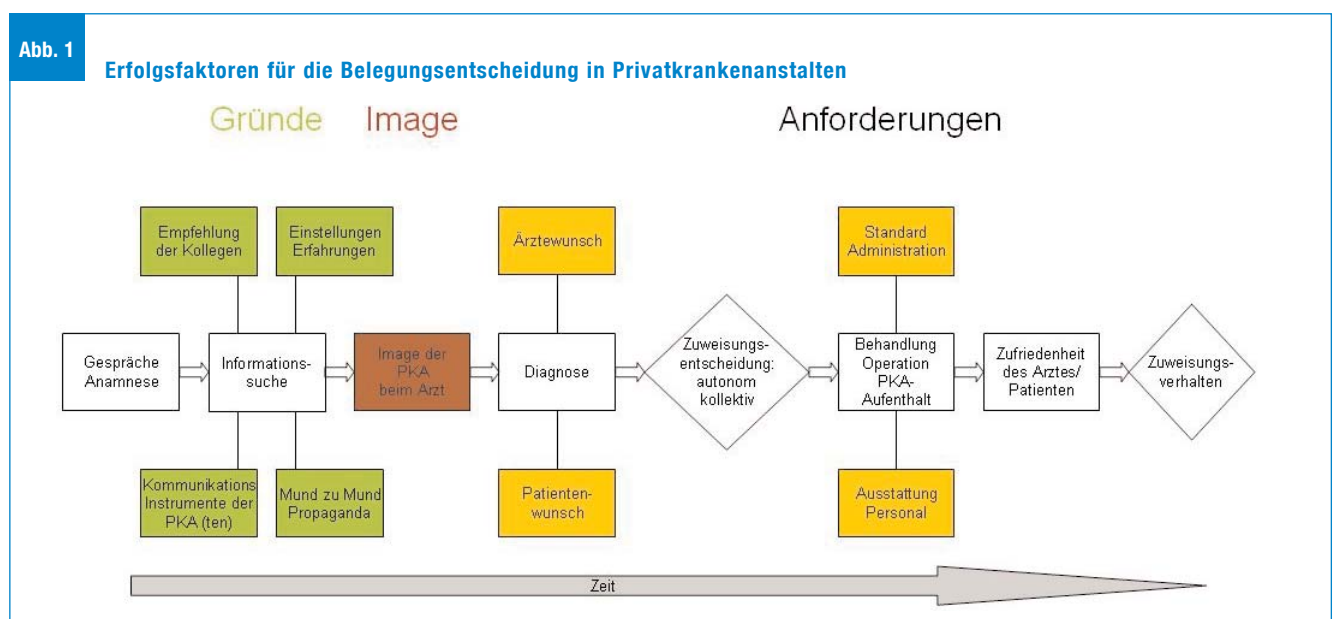 Abb. 1
Erfolgsfaktoren für die Belegungsentscheidung in Privatkrankenanstalten
Gründe
Image
Anforderungen
Empfehlung
der Kollegen
Einstellungen
Erfahrungen
Ärztewunsch
Standard
Administration
Gespräche
Anamnese
Informations-
suche
Image der
PKA
beim Arzt
Diagnose
Zuweisungs-
entscheidung:
autonom
kollektiv
Behandlung
Operation
PKA-
Aufenthalt
Zufriedenheit
des Arztes/
Patienten
Zuweisungs-
verhalten
Kommunikations
Instrumente der
PKA (ten)
Mund zu Mund
Propaganda
Patienten-
wunsch
Ausstattung
Personal
Zeit